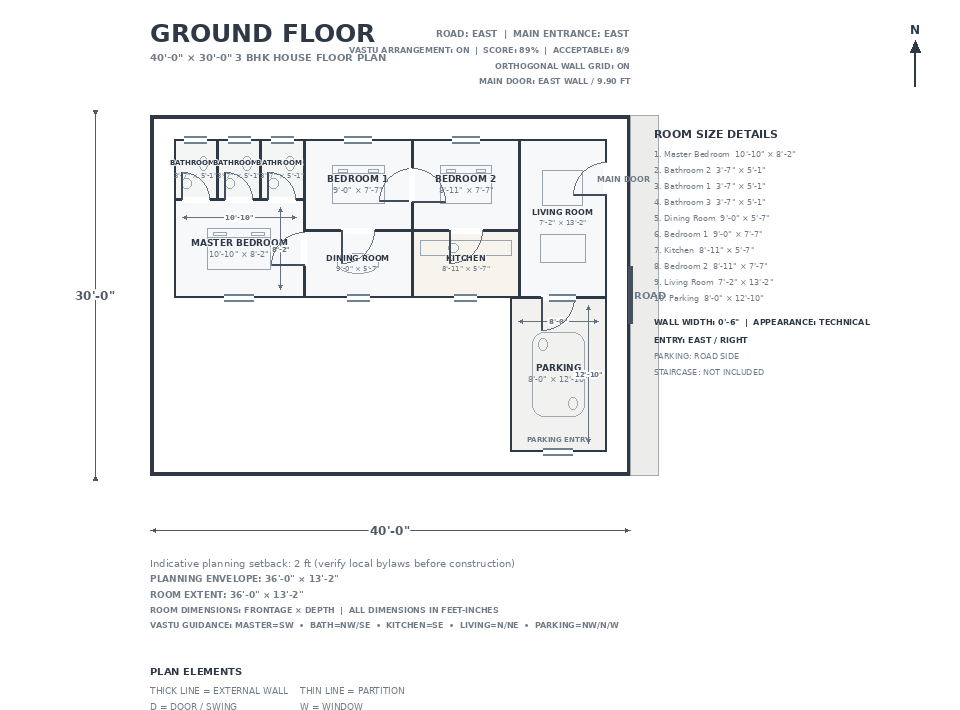 GROUND FLOOR
40'-0" × 30'-0" 3 BHK HOUSE FLOOR PLAN
ROAD: EAST | MAIN ENTRANCE: EAST
VASTU ARRANGEMENT: ON | SCORE: 89% | ACCEPTABLE: 8/9
ORTHOGONAL WALL GRID: ON
MAIN DOOR: EAST WALL / 9.90 FT
N
30'-0"
BATHROOM
BATHROOM
BATHROOM
BEDROOM 1
9'-0" × 7'-7"
BEDROOM 2
8'-11" × 7'-7"
MAIN DOOR
LIVING ROOM
7'-2" × 13'-2"
10'-10"
MASTER BEDROOM
10'-10" × 8'-2"
8'-2"
DINING ROOM
9'-0" × 5'-7"
KITCHEN
8'-11" × 5'-7"
ROAD
8'-0"
PARKING
8'-0" × 12'-10"
12'-10"
PARKING ENTRY
40'-0"
ROOM SIZE DETAILS
1. Master Bedroom 10'-10" × 8'-2"
2. Bathroom 2 3'-7" × 5'-1"
3. Bathroom 1 3'-7" × 5'-1"
4. Bathroom 3 3'-7" × 5'-1"
5. Dining Room 9'-0" × 5'-7"
6. Bedroom 1 9'-0" × 7'-7"
7. Kitchen 8'-11" × 5'-7"
8. Bedroom 2 8'-11" × 7'-7"
9. Living Room 7'-2" × 13'-2"
10. Parking 8'-0" × 12'-10"
WALL WIDTH: 0'-6" | APPEARANCE: TECHNICAL
ENTRY: EAST / RIGHT
PARKING: ROAD SIDE
STAIRCASE: NOT INCLUDED
Indicative planning setback: 2 ft (verify local bylaws before construction)
PLANNING ENVELOPE: 36'-0" × 13'-2"
ROOM EXTENT: 36'-0" × 13'-2"
ROOM DIMENSIONS: FRONTAGE × DEPTH | ALL DIMENSIONS IN FEET-INCHES
VASTU GUIDANCE: MASTER=SW • BATH=NW/SE • KITCHEN=SE • LIVING=N/NE • PARKING=NW/N/W
PLAN ELEMENTS
THICK LINE = EXTERNAL WALL THIN LINE = PARTITION
D = DOOR / SWING W = WINDOW